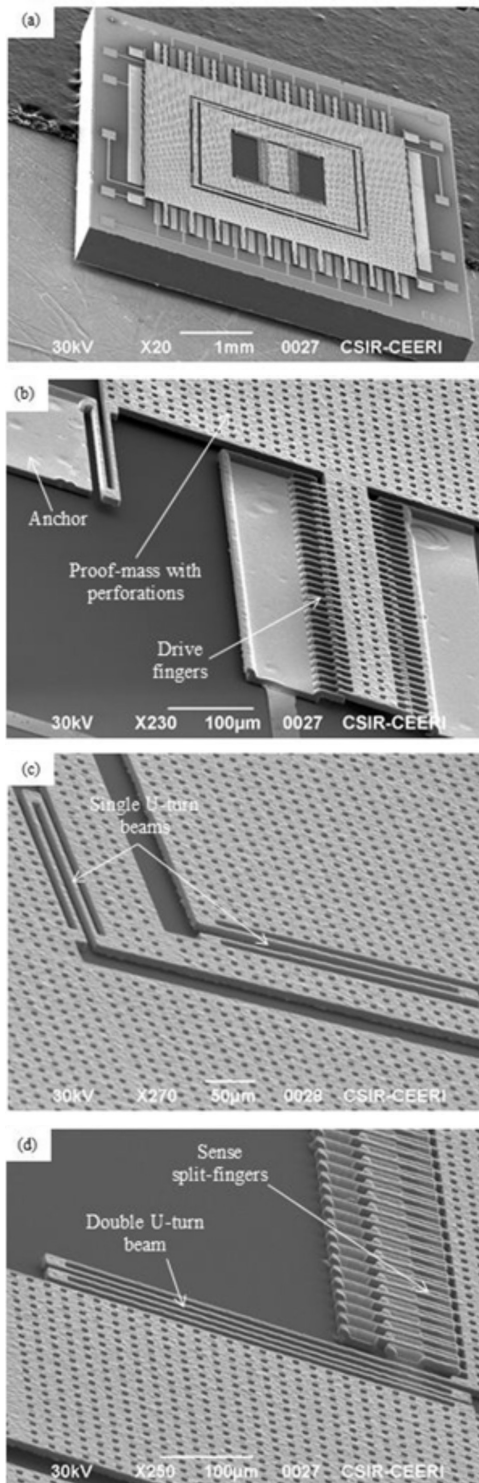 (a)
CEERI
30kV X20 1mm 0027 CSIR-CEERI
(b)
Anchor
Proof-mass with
perforations
Drive
fingers
30kV X230 100µm 0027 CSIR-CEERI
(c)
Single U-turn
beams
30kV X270 50µm 0028 CSIR-CEERI
(d)
Sense
split-fingers
Double U-turn
beam
30kV X250 100µm 0027 CSIR-CEERI